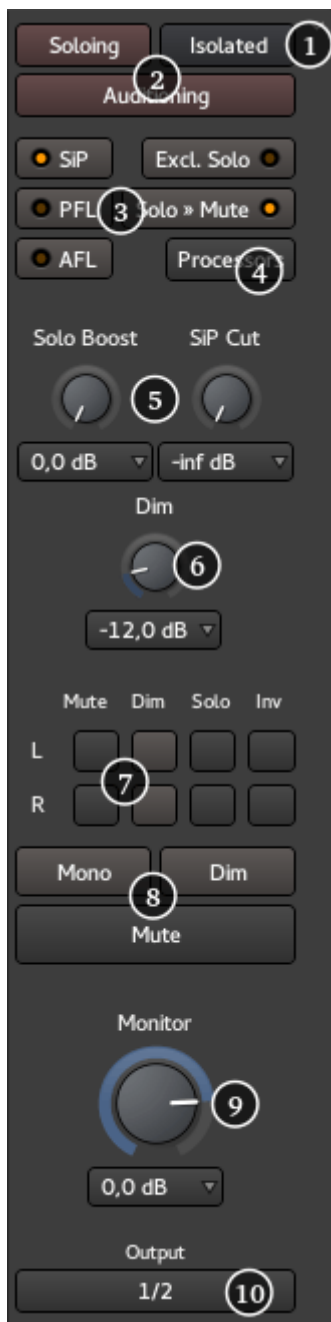 Soloing Isolated 1
2
Auditioning
SiP Excl. Solo
PFL 3 Solo » Mute
AFL Processors 4
Solo Boost SiP Cut
5
0,0 dB -inf dB
Dim
6
-12,0 dB
Mute Dim Solo Inv
L
7
R
Mono Dim
8
Mute
Monitor
9
0,0 dB
Output
1/2 10